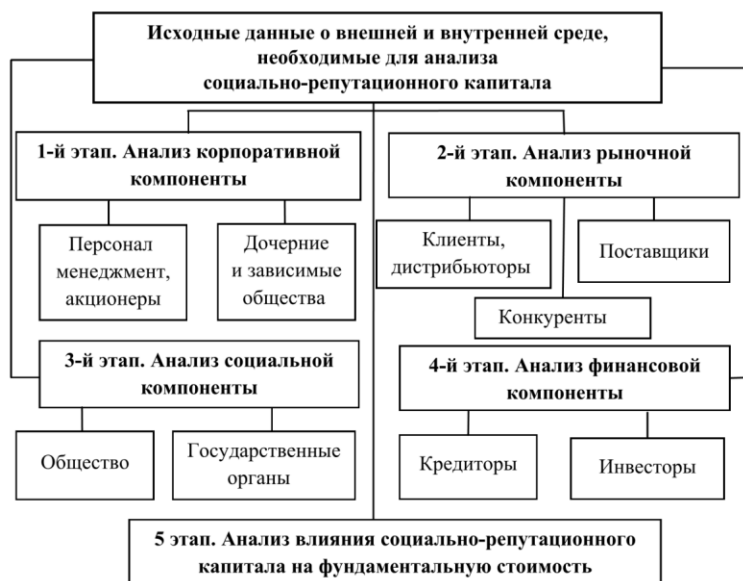 Исходные данные о внешней и внутренней среде,
необходимые для анализа
социально-репутационного капитала
1-й этап. Анализ корпоративной
компоненты
2-й этап. Анализ рыночной
компоненты
Персонал
менеджмент,
акционеры
Дочерние
и зависимые
общества
Клиенты,
дистрибьюторы
Поставщики
Конкуренты
3-й этап. Анализ социальной
компоненты
4-й этап. Анализ финансовой
компоненты
Общество
Государственные
органы
Кредиторы
Инвесторы
5 этап. Анализ влияния социально-репутационного
капитала на фундаментальную стоимость